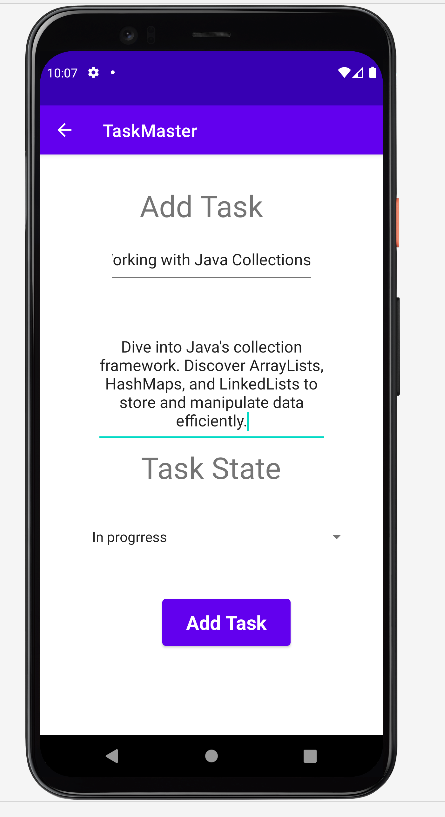 10:07
TaskMaster
Add Task
orking with Java Collections
Dive into Java's collection
framework. Discover ArrayLists,
HashMaps, and LinkedLists to
store and manipulate data
efficiently.
Task State
In progrress
Add Task